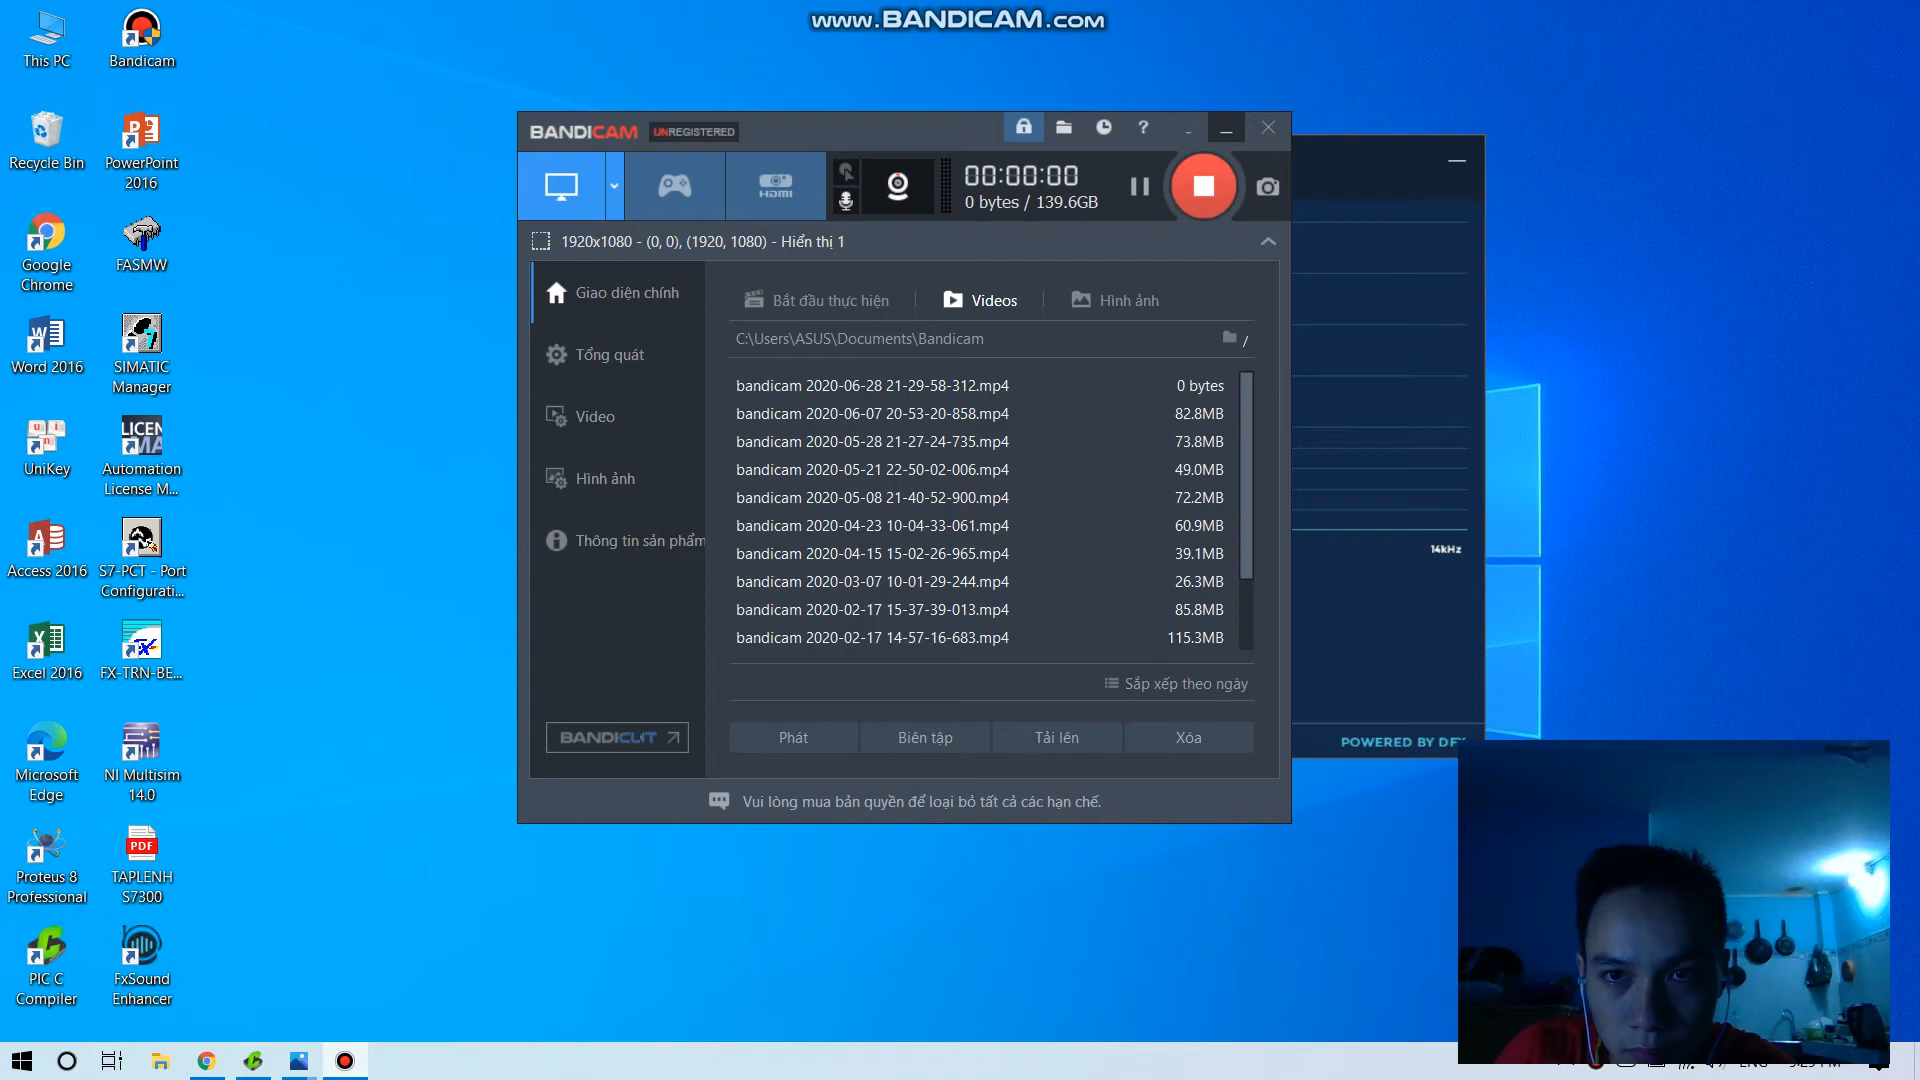 www.BANDICAM.com
This PC
Bandicam
Recycle Bin
PowerPoint
2016
Google
Chrome
FASMW
Word 2016
SIMATIC
Manager
UniKey
LICEN
MA
Automation
License M...
Access 2016
S7-PCT - Port
Configurati...
Excel 2016
FX-TRN-BE...
Microsoft
Edge
NI Multisim
14.0
Proteus 8
Professional
PDF
TAPLENH
S7300
PIC C
Compiler
FxSound
Enhancer
BANDICAM UNREGISTERED
HDMI
00:00:00
0 bytes / 139.6GB
1920x1080 - (0, 0), (1920, 1080) - Hiển thị 1
Giao diện chính
Tổng quát
Video
Hình ảnh
Thông tin sản phẩm
BANDICUT
Bắt đầu thực hiện
Videos
Hình ảnh
C:\Users\ASUS\Documents\Bandicam
bandicam 2020-06-28 21-29-58-312.mp4 0 bytes
bandicam 2020-06-07 20-53-20-858.mp4 82.8MB
bandicam 2020-05-28 21-27-24-735.mp4 73.8MB
bandicam 2020-05-21 22-50-02-006.mp4 49.0MB
bandicam 2020-05-08 21-40-52-900.mp4 72.2MB
bandicam 2020-04-23 10-04-33-061.mp4 60.9MB
bandicam 2020-04-15 15-02-26-965.mp4 39.1MB
bandicam 2020-03-07 10-01-29-244.mp4 26.3MB
bandicam 2020-02-17 15-37-39-013.mp4 85.8MB
bandicam 2020-02-17 14-57-16-683.mp4 115.3MB
Sắp xếp theo ngày
Phát
Biên tập
Tải lên
Xóa
Vui lòng mua bản quyền để loại bỏ tất cả các hạn chế.
14kHz
POWERED BY DFX